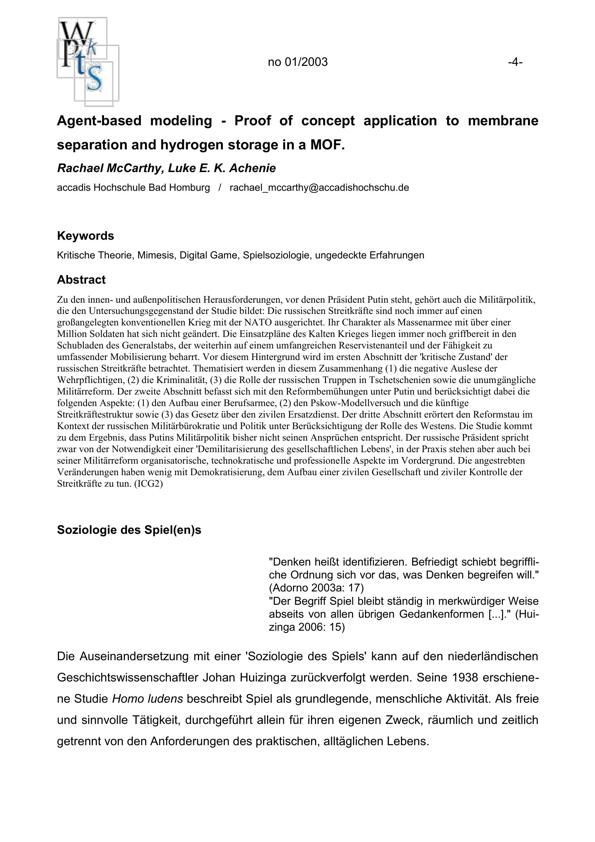 W
P'k
tS
no 01/2003 -4-
Agent-based modeling - Proof of concept application to membrane
separation and hydrogen storage in a MOF.
Rachael McCarthy, Luke E. K. Achenie
accadis Hochschule Bad Homburg / rachael_mccarthy@accadishochschu.de
Keywords
Kritische Theorie, Mimesis, Digital Game, Spielsoziologie, ungedeckte Erfahrungen
Abstract
Zu den innen- und außenpolitischen Herausforderungen, vor denen Präsident Putin steht, gehört auch die Militärpolitik,
die den Untersuchungsgegenstand der Studie bildet: Die russischen Streitkräfte sind noch immer auf einen
großangelegten konventionellen Krieg mit der NATO ausgerichtet. Ihr Charakter als Massenarmee mit über einer
Million Soldaten hat sich nicht geändert. Die Einsatzpläne des Kalten Krieges liegen immer noch griffbereit in den
Schubladen des Generalstabs, der weiterhin auf einem umfangreichen Reservistenanteil und der Fähigkeit zu
umfassender Mobilisierung beharrt. Vor diesem Hintergrund wird im ersten Abschnitt der 'kritische Zustand' der
russischen Streitkräfte betrachtet. Thematisiert werden in diesem Zusammenhang (1) die negative Auslese der
Wehrpflichtigen, (2) die Kriminalität, (3) die Rolle der russischen Truppen in Tschetschenien sowie die unumgängliche
Militärreform. Der zweite Abschnitt befasst sich mit den Reformbemühungen unter Putin und berücksichtigt dabei die
folgenden Aspekte: (1) den Aufbau einer Berufsarmee, (2) den Pskow-Modellversuch und die künftige
Streitkräftestruktur sowie (3) das Gesetz über den zivilen Ersatzdienst. Der dritte Abschnitt erörtert den Reformstau im
Kontext der russischen Militärbürokratie und Politik unter Berücksichtigung der Rolle des Westens. Die Studie kommt
zu dem Ergebnis, dass Putins Militärpolitik bisher nicht seinen Ansprüchen entspricht. Der russische Präsident spricht
zwar von der Notwendigkeit einer 'Demilitarisierung des gesellschaftlichen Lebens', in der Praxis stehen aber auch bei
seiner Militärreform organisatorische, technokratische und professionelle Aspekte im Vordergrund. Die angestrebten
Veränderungen haben wenig mit Demokratisierung, dem Aufbau einer zivilen Gesellschaft und ziviler Kontrolle der
Streitkräfte zu tun. (ICG2)
Soziologie des Spiel(en)s
"Denken heißt identifizieren. Befriedigt schiebt begriffli-
che Ordnung sich vor das, was Denken begreifen will."
(Adorno 2003a: 17)
"Der Begriff Spiel bleibt ständig in merkwürdiger Weise
abseits von allen übrigen Gedankenformen [...]." (Hui-
zinga 2006: 15)
Die Auseinandersetzung mit einer 'Soziologie des Spiels' kann auf den niederländischen
Geschichtswissenschaftler Johan Huizinga zurückverfolgt werden. Seine 1938 erschiene-
ne Studie Homo ludens beschreibt Spiel als grundlegende, menschliche Aktivität. Als freie
und sinnvolle Tätigkeit, durchgeführt allein für ihren eigenen Zweck, räumlich und zeitlich
getrennt von den Anforderungen des praktischen, alltäglichen Lebens.